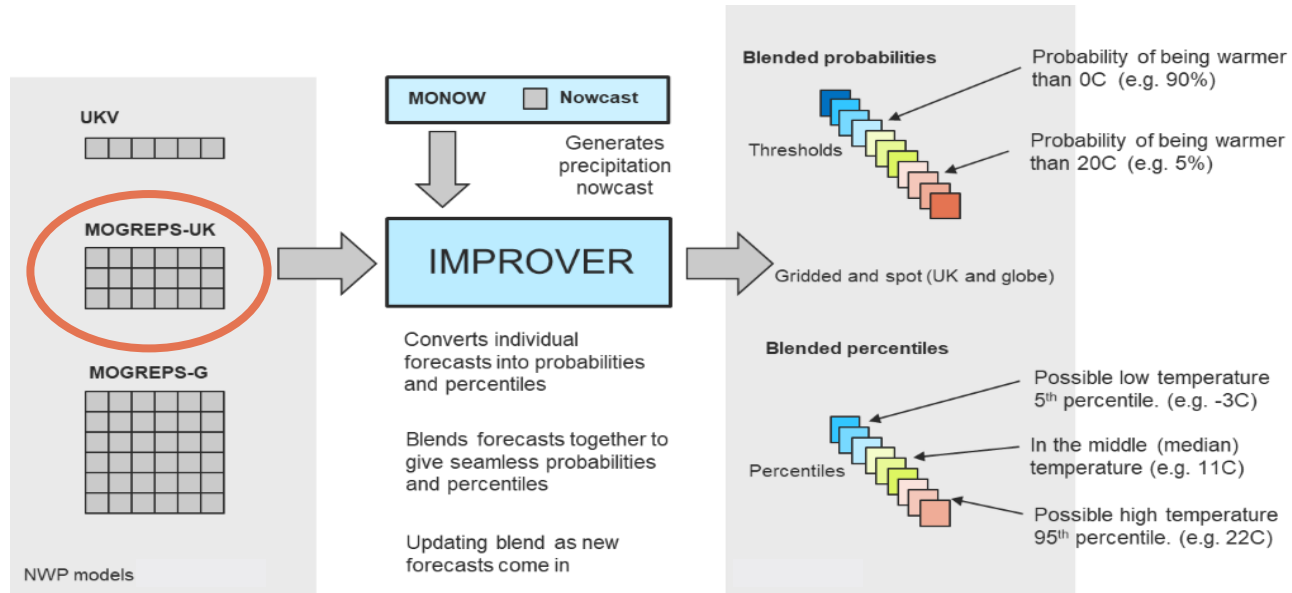 UKV
MOGREPS-UK
MOGREPS-G
NWP models
MONOW
Nowcast
Generates
precipitation
nowcast
IMPROVER
Converts individual
forecasts into probabilities
and percentiles
Blends forecasts together to
give seamless probabilities
and percentiles
Updating blend as new
forecasts come in
Blended probabilities
Thresholds
Probability of being warmer
than 0C (e.g. 90%)
Probability of being warmer
than 20C (e.g. 5%)
Gridded and spot (UK and globe)
Blended percentiles
Percentiles
Possible low temperature
5th percentile. (e.g. -3C)
In the middle (median)
temperature (e.g. 11C)
Possible high temperature
95th percentile. (e.g. 22C)